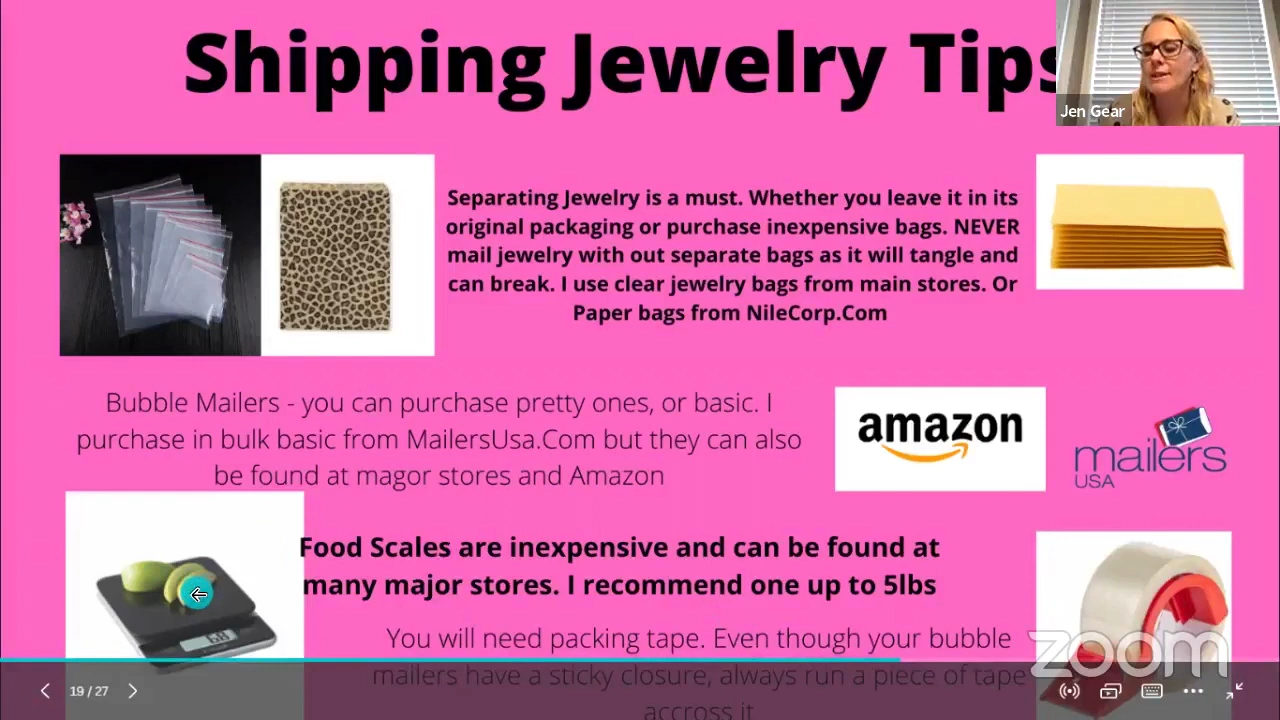 Shipping Jewelry Tips
Jen Gear
Separating Jewelry is a must. Whether you leave it in its
original packaging or purchase inexpensive bags. NEVER
mail jewelry with out separate bags as it will tangle and
can break. I use clear jewelry bags from main stores. Or
Paper bags from NileCorp.Com
Bubble Mailers - you can purchase pretty ones, or basic. I
purchase in bulk basic from MailersUsa.Com but they can also
be found at magor stores and Amazon
amazon
mailers
USA
Food Scales are inexpensive and can be found at
many major stores. I recommend one up to 5lbs
You will need packing tape. Even though your bubble
mailers have a sticky closure, always run a piece of tape
accross it
zoom
19 / 27